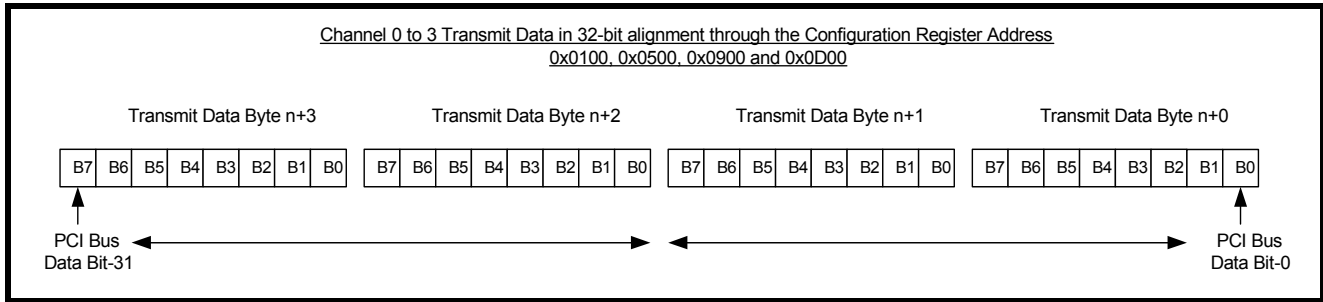 Channel 0 to 3 Transmit Data in 32-bit alignment through the Configuration Register Address
0x0100, 0x0500, 0x0900 and 0x0D00
Transmit Data Byte n+3 Transmit Data Byte n+2 Transmit Data Byte n+1 Transmit Data Byte n+0
B7 B6 B5 B4 B3 B2 B1 B0 B7 B6 B5 B4 B3 B2 B1 B0 B7 B6 B5 B4 B3 B2 B1 B0 B7 B6 B5 B4 B3 B2 B1 B0
PCI Bus PCI Bus
Data Bit-31 Data Bit-0